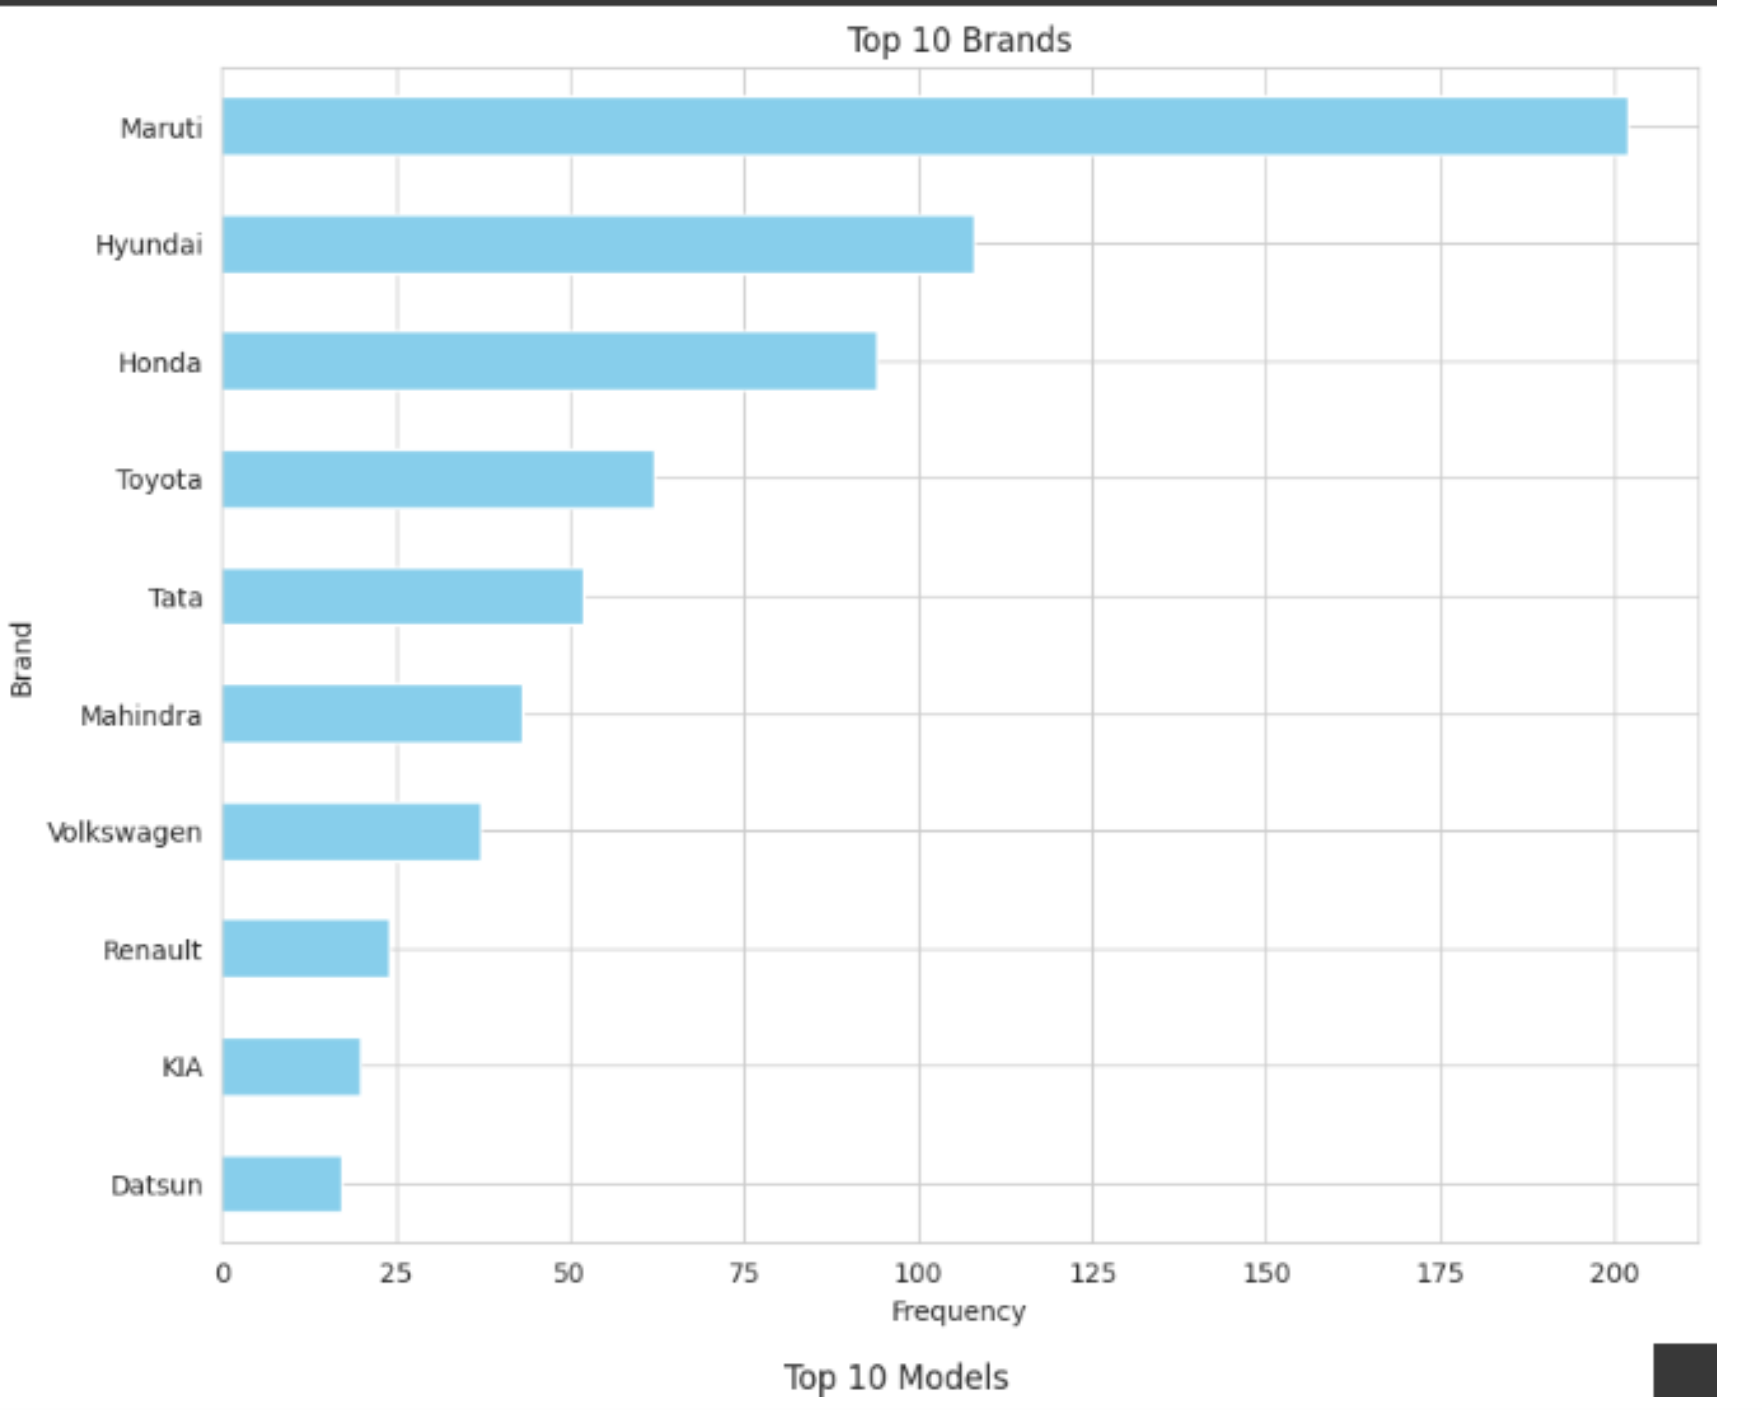 Top 10 Brands
Maruti
Hyundai
Honda
Toyota
Tata
Mahindra
Volkswagen
Renault
KIA
Datsun
Brand
0 25 50 75 100 125 150 175 200
Frequency
Top 10 Models